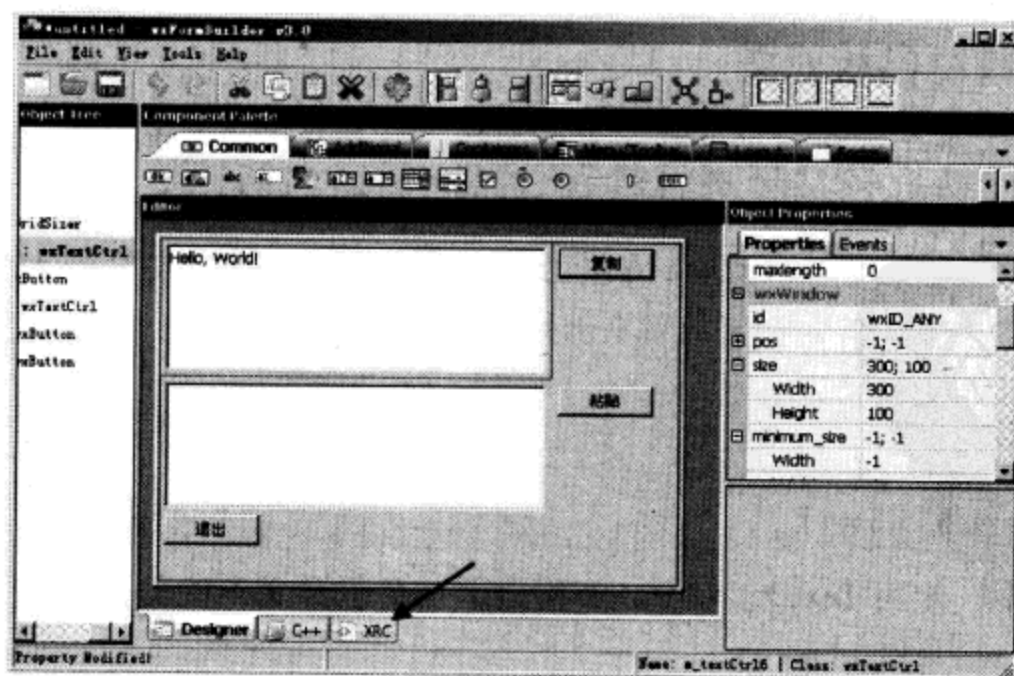 untitled wxFormBuilder v3.0
File Edit View Tools Help
Object Tree
Component Palette
Common
Editor
Object Properties
ridSizer
: wxTextCtrl
Button
wxTextCtrl
wxButton
wxButton
Hello, World!
复制
粘贴
退出
Properties Events
maxlength 0
wxWindow
id wxID_ANY
pos -1; -1
size 300; 100
Width 300
Height 100
minimum_size -1; -1
Width -1
Designer C++ XRC
Property Modified!
Name: m_textCtrl6 | Class: wxTextCtrl